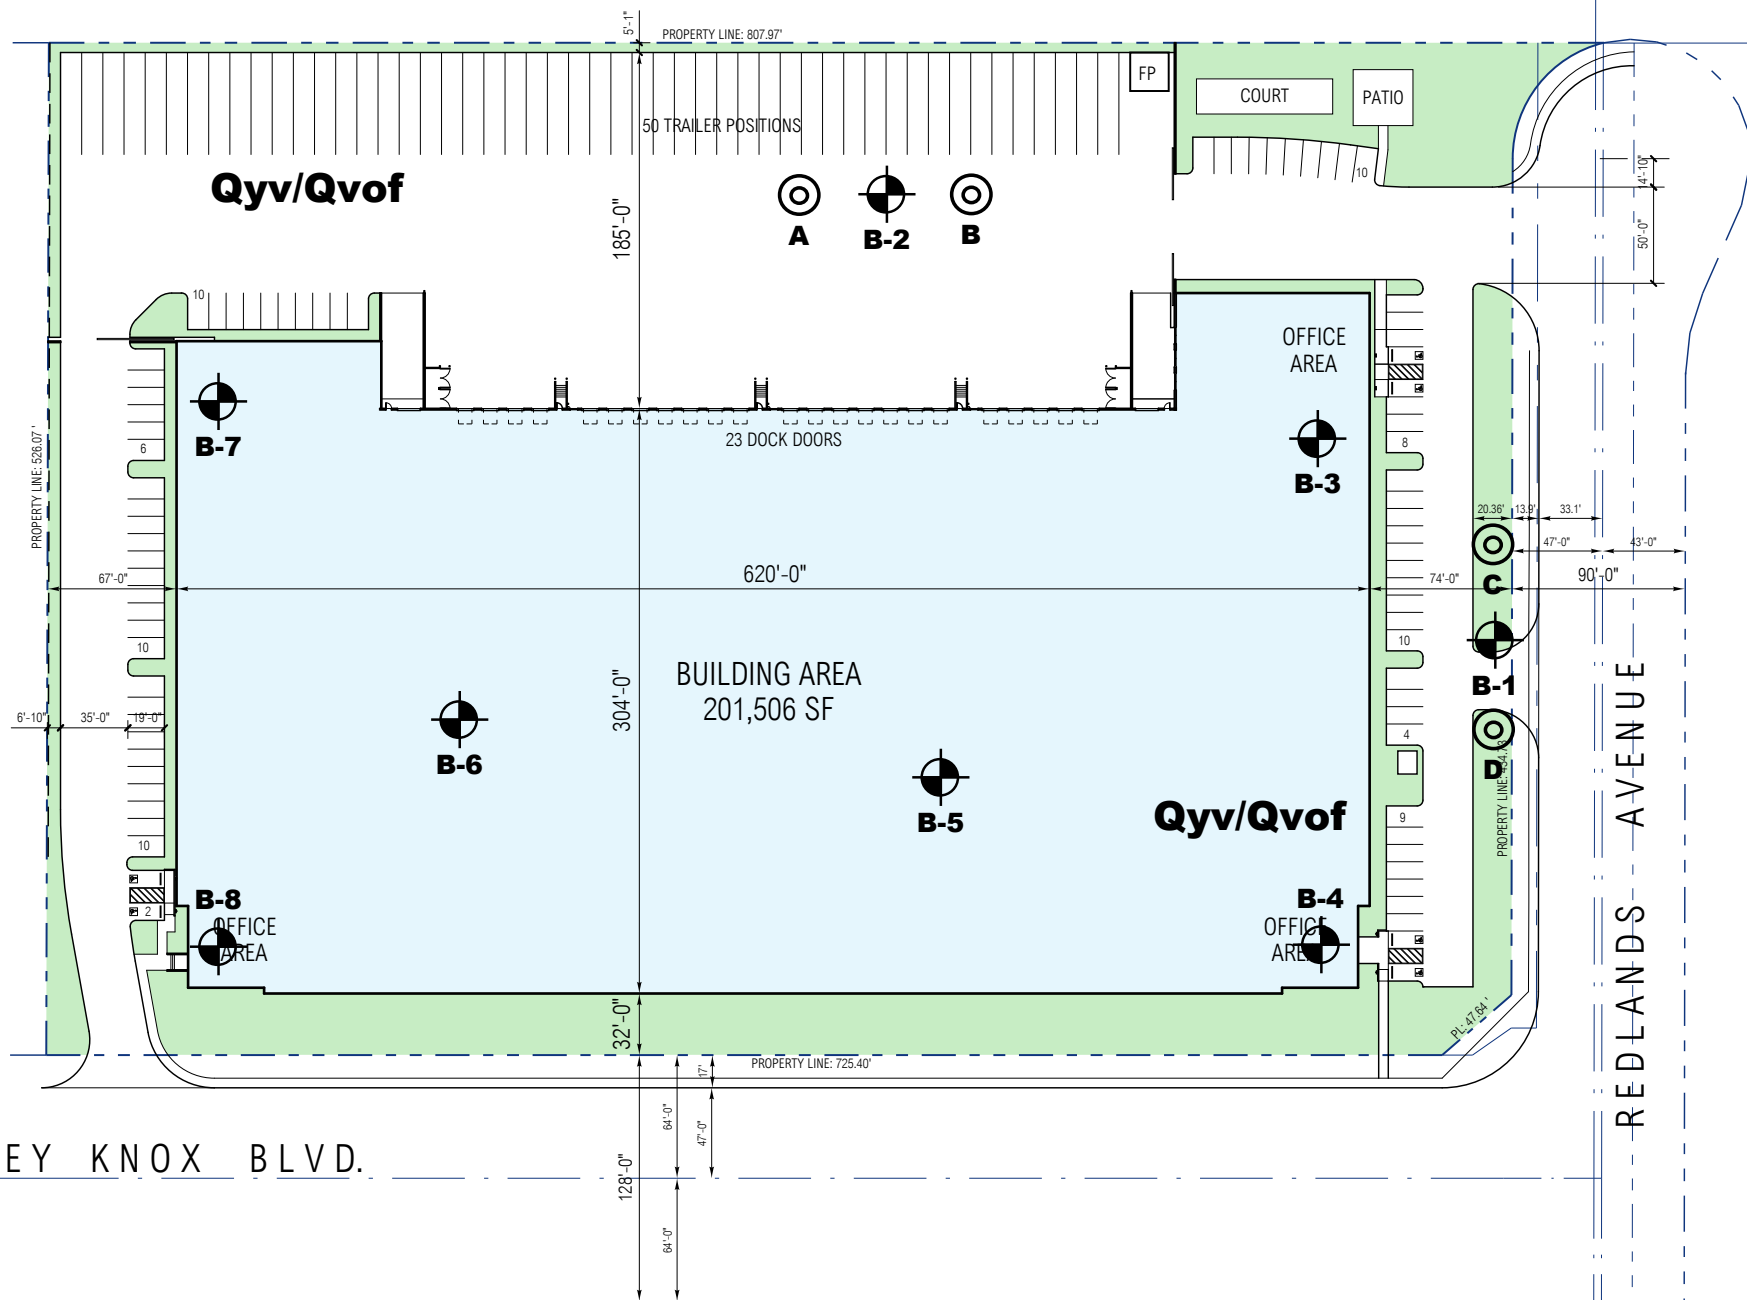 5'-1"
PROPERTY LINE: 807.97'
FP
COURT
PATIO
50 TRAILER POSITIONS
10
14'-10"
Qyv/Qvof
185'-0"
A
B-2
B
50'-0"
10
OFFICE
AREA
B-7
23 DOCK DOORS
B-3
6
8
PROPERTY LINE: 526.07 '
20.36'
13.9'
33.1'
47'-0"
43'-0"
67'-0"
620'-0"
74'-0"
C
90'-0"
10
10
BUILDING AREA
201,506 SF
304'-0"
B-1
6'-10"
35'-0"
19'-0"
4
B-6
D
B-5
Qyv/Qvof
9
10
REDLANDS AVENUE
B-8
B-4
2
OFFICE
AREA
OFFICE
AREA
32'-0"
PL: 47.64 '
PROPERTY LINE: 725.40'
17'
64'-0"
47'-0"
EY KNOX BLVD.
128'-0"
64'-0"